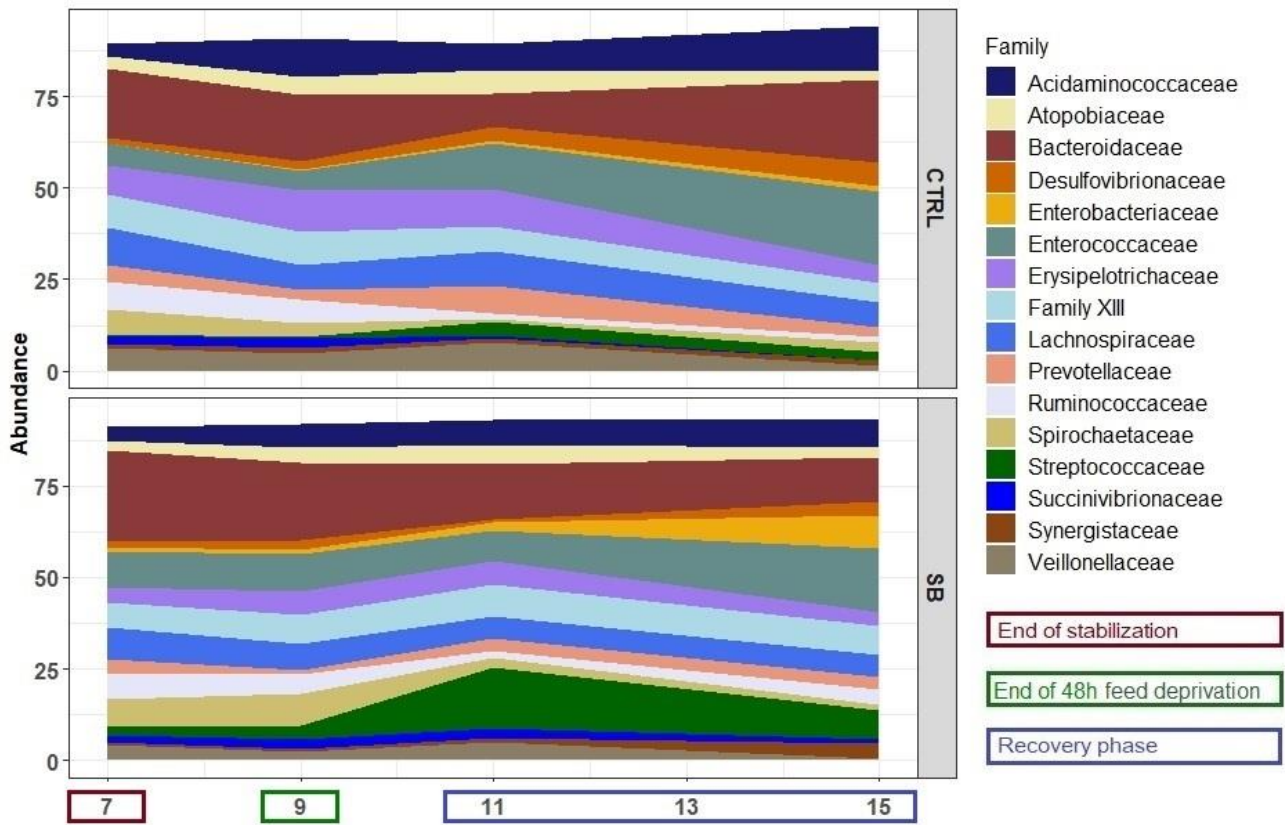 Abundance
75
50
25
0
CTRL
75
50
25
0
SB
7
9
11
13
15
Family
Acidaminococcaceae
Atopobiaceae
Bacteroidaceae
Desulfovibrionaceae
Enterobacteriaceae
Enterococcaceae
Erysipelotrichaceae
Family XIII
Lachnospiraceae
Prevotellaceae
Ruminococcaceae
Spirochaetaceae
Streptococcaceae
Succinivibrionaceae
Synergistaceae
Veillonellaceae
End of stabilization
End of 48h feed deprivation
Recovery phase